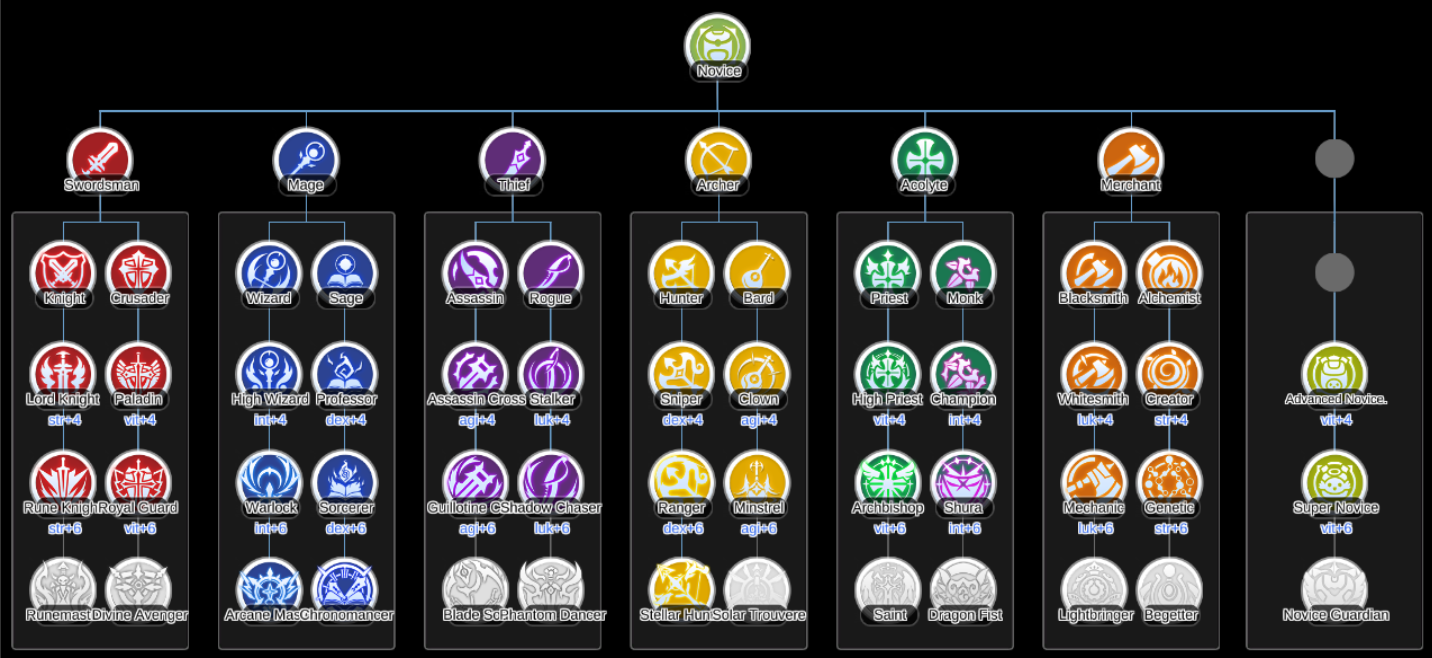 Novice
Swordsman Mage Thief Archer Acolyte Merchant
Knight Crusader Wizard Sage Assassin Rogue Hunter Bard Priest Monk Blacksmith Alchemist
Lord Knight Paladin High Wizard Professor Assassin Cross Stalker Sniper Clown High Priest Champion Whitesmith Creator Advanced Novice.
str+4 vit+4 int+4 dex+4 agi+4 luk+4 dex+4 agi+4 vit+4 int+4 luk+4 str+4 vit+4
Rune Knigh Royal Guard Warlock Sorcerer Guillotine C Shadow Chaser Ranger Minstrel Archbishop Shura Mechanic Genetic Super Novice
str+6 vit+6 int+6 dex+6 agi+6 luk+6 dex+6 agi+6 vit+6 int+6 luk+6 str+6 vit+6
Runemast Divine Avenger Arcane Mas Chronomancer Blade So Phantom Dancer Stellar Hun Solar Trouvere Saint Dragon Fist Lightbringer Begetter Novice Guardian